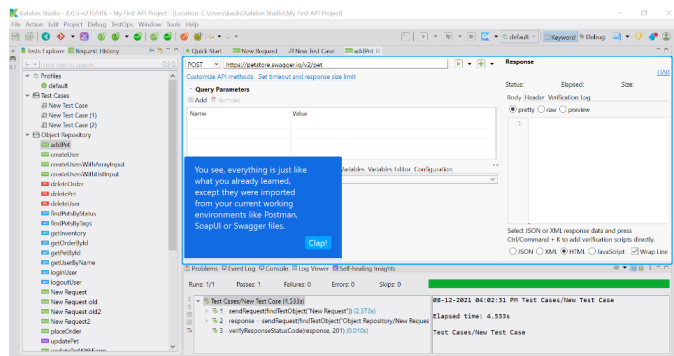 Katalon Studio - 8.0.5-e21b51f6 - My First API Project - [Location: C:\Users\kaulin\Katalon Studio\My First API Project]
File Action Edit Project Debug TestOps Window Tools Help
default
Keyword
Debug
Tests Explorer Request History
Quick Start New Request New Test Case addPet
Profiles
Test Cases
New Test Case
New Test Case (1)
New Test Case (2)
Object Repository
addPet
createUser
createUsersWithArrayInput
createUsersWithListInput
deleteOrder
deletePet
deleteUser
findPetsByStatus
findPetsByTags
getInventory
getOrderById
getPetById
getUserByName
loginUser
logoutUser
New Request
New Request old
New Request old2
New Request2
placeOrder
updatePet
updatePetWithForm
POST https://petstore.swagger.io/v2/pet
Customize API methods Set timeout and response size limit
Query Parameters
Add Remove
Name Value
Variables Variables Editor Configuration
You see, everything is just like
what you already learned,
except they were imported
from your current working
environments like Postman,
SoapUI or Swagger files.
Clap!
Response
HAR
Status: Elapsed: Size:
Body Header Verification Log
pretty raw preview
1
Select JSON or XML response data and press
Ctrl/Command + K to add verification scripts directly.
JSON XML HTML JavaScript Wrap Line
Problems Event Log Console Log Viewer Self-healing Insights
Runs: 1/1 Passes: 1 Failures: 0 Errors: 0 Skips: 0
Test Cases/New Test Case (4.533s)
1 - sendRequest(findTestObject("New Request")) (2.373s)
2 - response = sendRequest(findTestObject("Object Repository/New Reques
3 - verifyResponseStatusCode(response, 201) (0.010s)
08-12-2021 04:02:31 PM Test Cases/New Test Case
Elapsed time: 4.533s
Test Cases/New Test Case